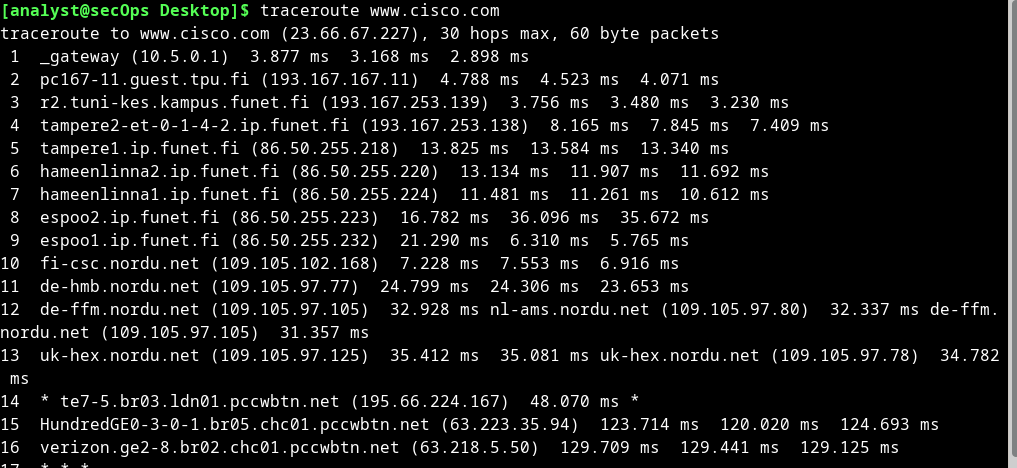 [analyst@secOps Desktop]$ traceroute www.cisco.com
traceroute to www.cisco.com (23.66.67.227), 30 hops max, 60 byte packets
 1  _gateway (10.5.0.1)  3.877 ms  3.168 ms  2.898 ms
 2  pc167-11.guest.tpu.fi (193.167.167.11)  4.788 ms  4.523 ms  4.071 ms
 3  r2.tuni-kes.kampus.funet.fi (193.167.253.139)  3.756 ms  3.480 ms  3.230 ms
 4  tampere2-et-0-1-4-2.ip.funet.fi (193.167.253.138)  8.165 ms  7.845 ms  7.409 ms
 5  tampere1.ip.funet.fi (86.50.255.218)  13.825 ms  13.584 ms  13.340 ms
 6  hameenlinna2.ip.funet.fi (86.50.255.220)  13.134 ms  11.907 ms  11.692 ms
 7  hameenlinna1.ip.funet.fi (86.50.255.224)  11.481 ms  11.261 ms  10.612 ms
 8  espoo2.ip.funet.fi (86.50.255.223)  16.782 ms  36.096 ms  35.672 ms
 9  espoo1.ip.funet.fi (86.50.255.232)  21.290 ms  6.310 ms  5.765 ms
10  fi-csc.nordu.net (109.105.102.168)  7.228 ms  7.553 ms  6.916 ms
11  de-hmb.nordu.net (109.105.97.77)  24.799 ms  24.306 ms  23.653 ms
12  de-ffm.nordu.net (109.105.97.105)  32.928 ms nl-ams.nordu.net (109.105.97.80)  32.337 ms de-ffm.
nordu.net (109.105.97.105)  31.357 ms
13  uk-hex.nordu.net (109.105.97.125)  35.412 ms  35.081 ms uk-hex.nordu.net (109.105.97.78)  34.782
 ms
14  * te7-5.br03.ldn01.pccwbtn.net (195.66.224.167)  48.070 ms *
15  HundredGE0-3-0-1.br05.chc01.pccwbtn.net (63.223.35.94)  123.714 ms  120.020 ms  124.693 ms
16  verizon.ge2-8.br02.chc01.pccwbtn.net (63.218.5.50)  129.709 ms  129.441 ms  129.125 ms
17  * * *